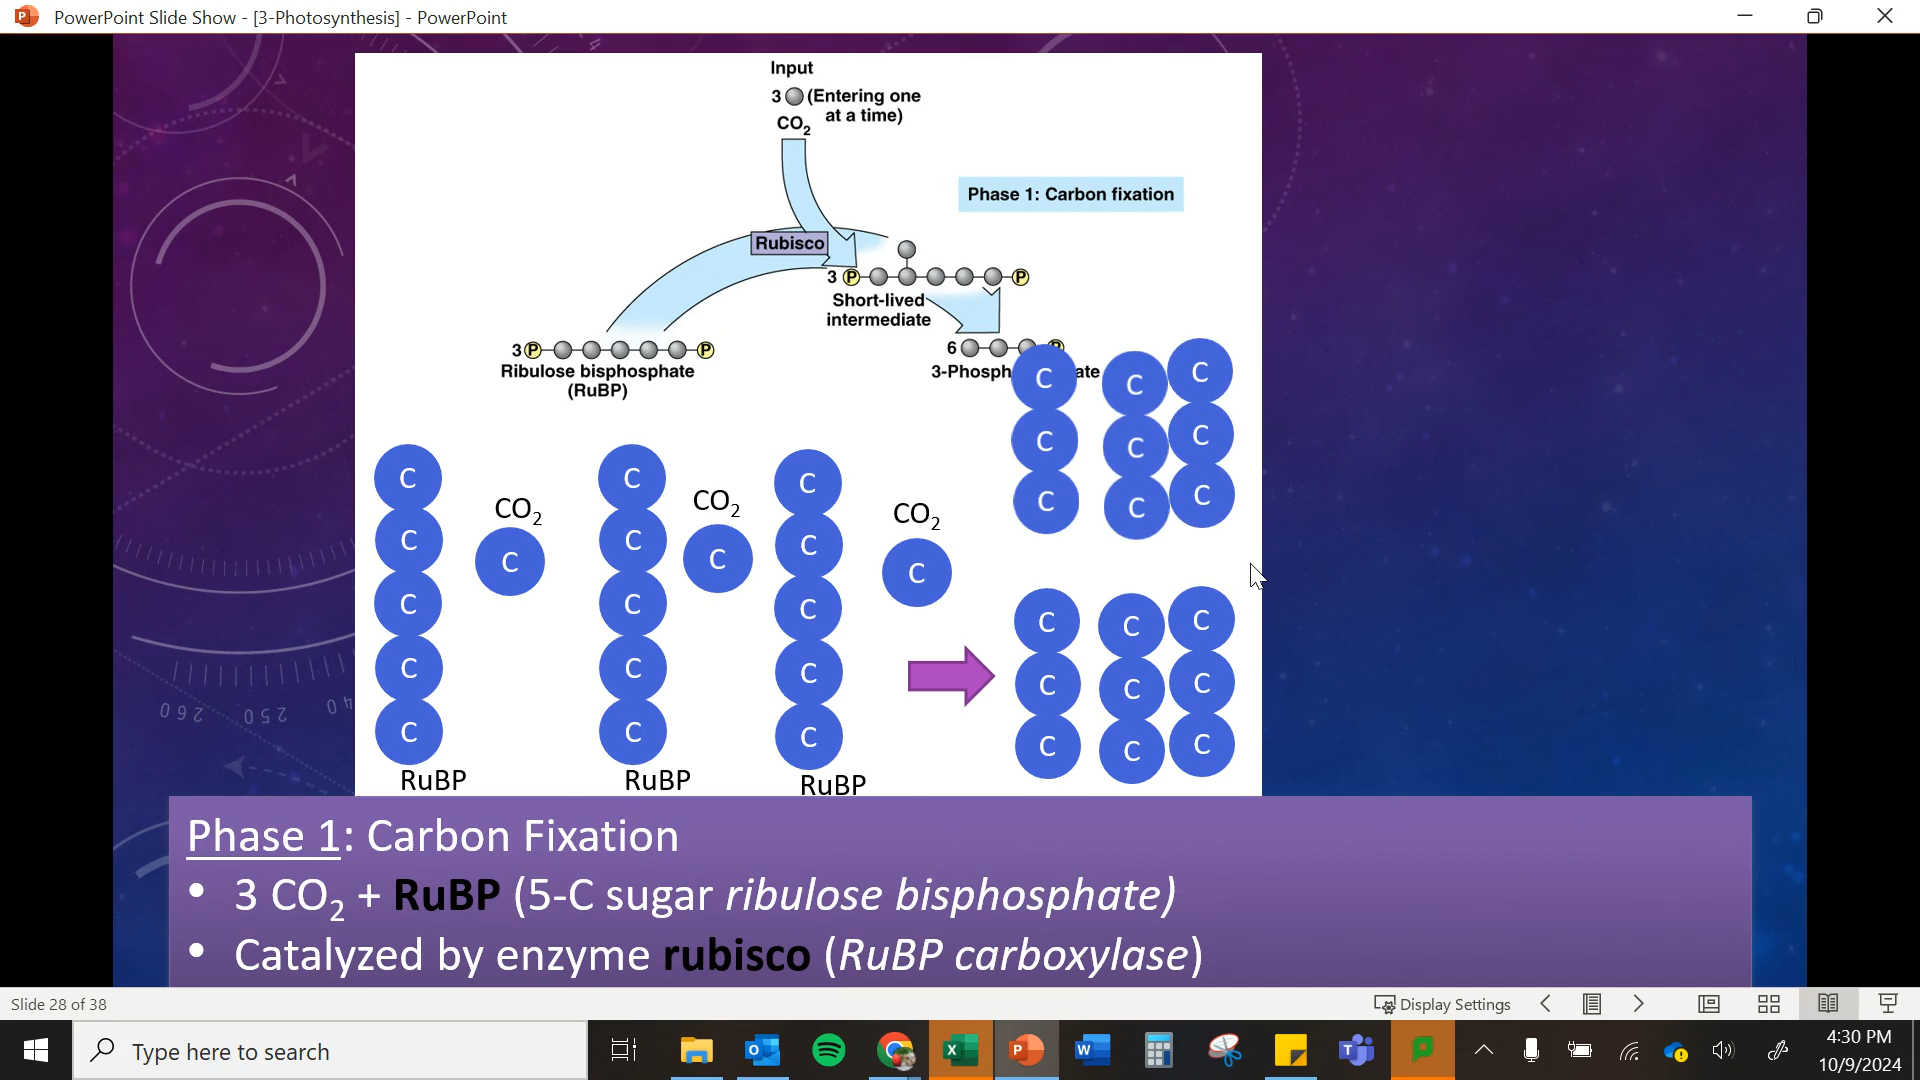 PowerPoint Slide Show - [3-Photosynthesis] - PowerPoint
Input
3 (Entering one
at a time)
CO₂
Phase 1: Carbon fixation
Rubisco
3 P P
Short-lived
intermediate
3 P P
Ribulose bisphosphate
(RuBP)
6 P
3-Phosph ate
C C C
C C C
C C C
C C C
C C C
C C C
C C C C C
CO₂
C
C C C C C
CO₂
C
C C C C C
CO₂
C
RuBP
RuBP
RuBP
260 250 40
Phase 1: Carbon Fixation
• 3 CO₂ + RuBP (5-C sugar ribulose bisphosphate)
• Catalyzed by enzyme rubisco (RuBP carboxylase)
Slide 28 of 38
Display Settings
Type here to search
4:30 PM
10/9/2024